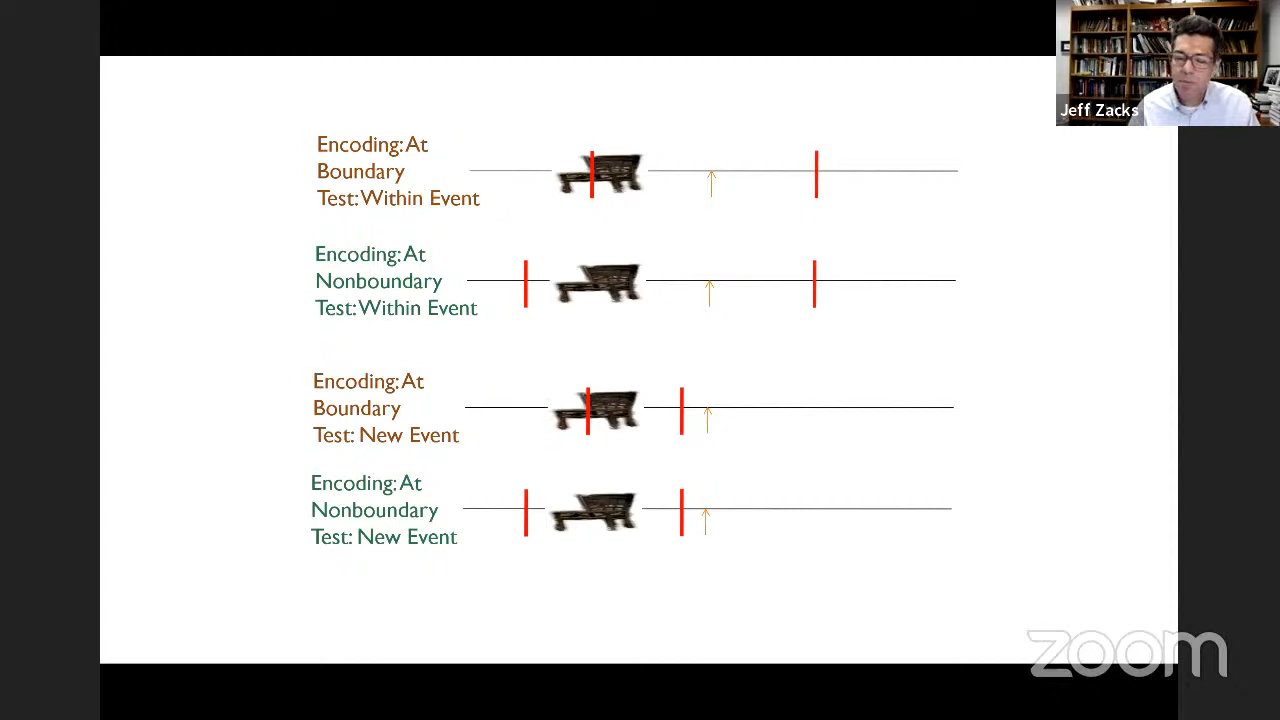 Jeff Zacks
Encoding: At
Boundary
Test: Within Event
Encoding: At
Nonboundary
Test: Within Event
Encoding: At
Boundary
Test: New Event
Encoding: At
Nonboundary
Test: New Event
zoom